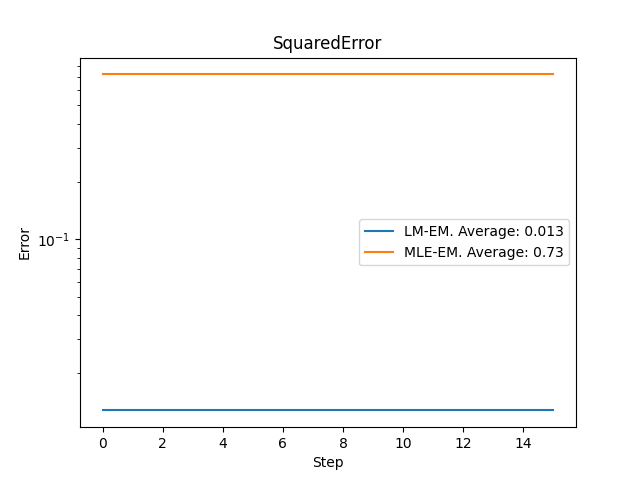 SquaredError
Error
10⁻¹
LM-EM. Average: 0.013
MLE-EM. Average: 0.73
0 2 4 6 8 10 12 14
Step